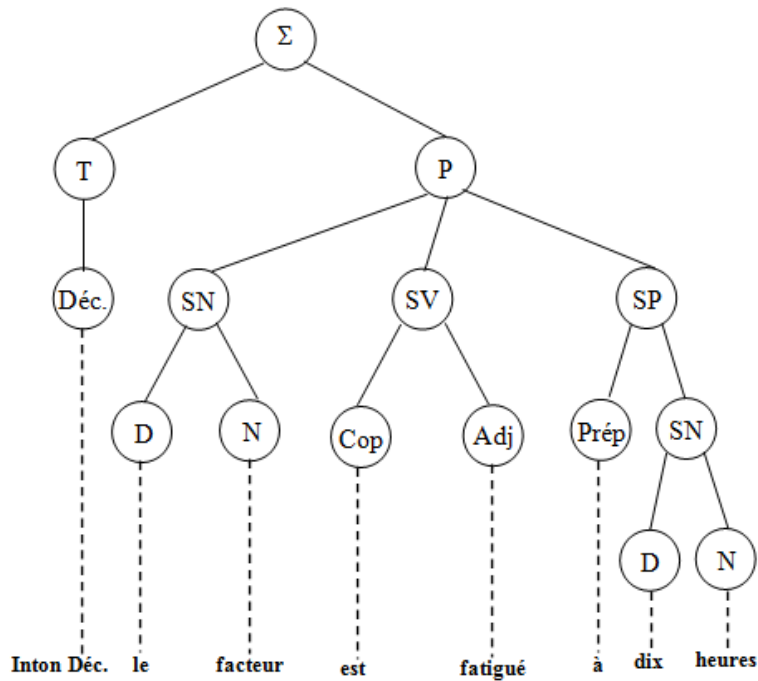 Σ
T P
Déc. SN SV SP
D N Cop Adj Prép SN
D N
Inton Déc. le facteur est fatigué à dix heures